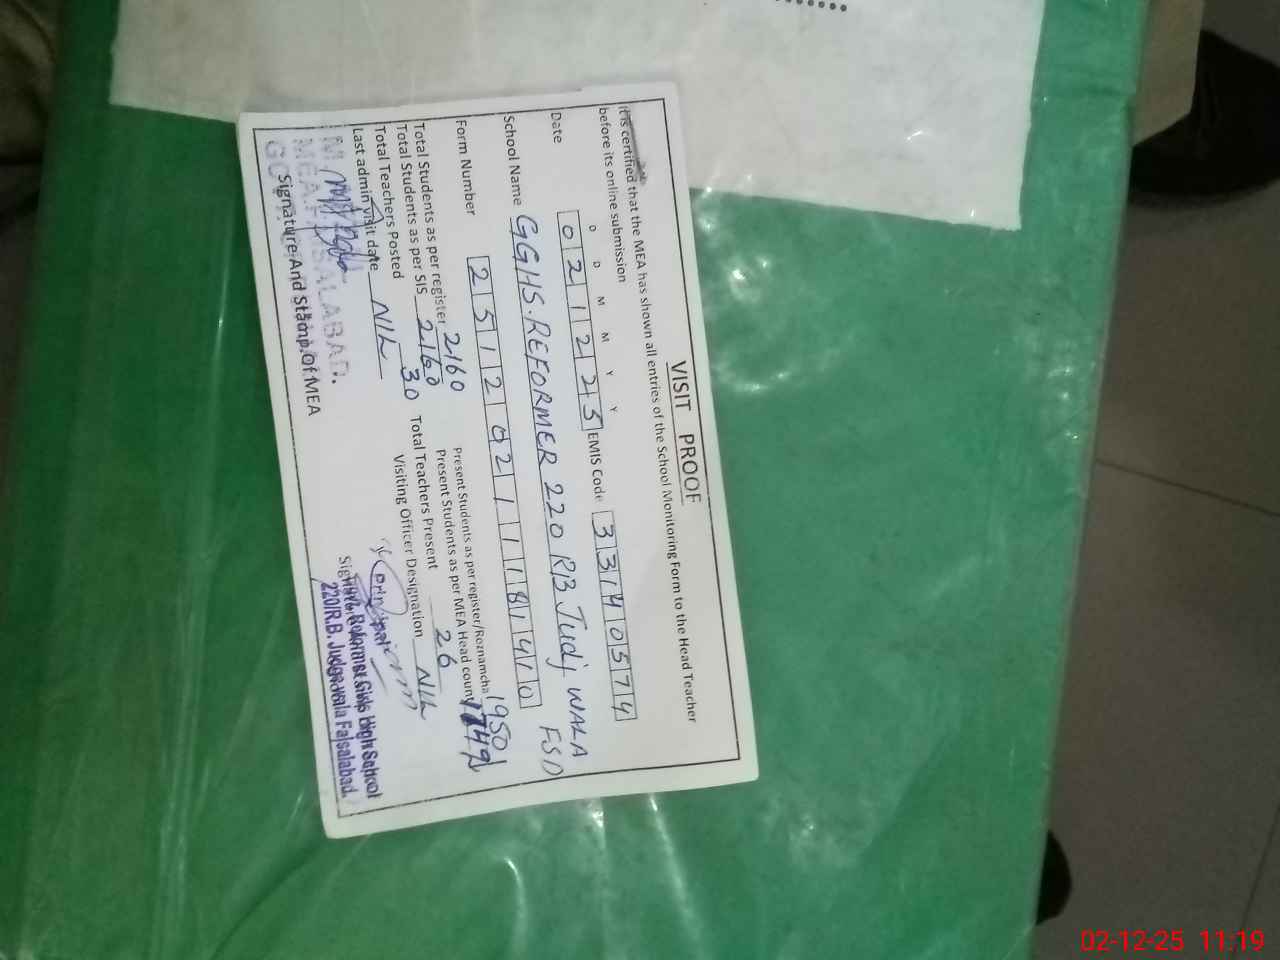 VISIT PROOF
It is certified that the MEA has shown all entries of the School Monitoring Form to the Head Teacher
before its online submission
D D M M Y Y
Date 0 2 1 2 2 5 EMIS Code 3 3 1 4 0 5 7 4
School Name GGHS. REFORMER 220 RB Judj WALA FSD
Form Number 2 5 1 2 0 2 1 1 1 8 4 0
Total Students as per register 2160 Present Students as per register/Roznamcha 1950
Total Students as per SIS 2160 Present Students as per MEA Head count 1749
Total Teachers Posted 30 Total Teachers Present 26
Last admin visit date NIL Visiting Officer Designation NIL
MEA FAISALABAD.
Signature And Stamp Of MEA
Principal
Reformer Girls High School
220/R.B. Judge wala Faisalabad.
02-12-25 11:19